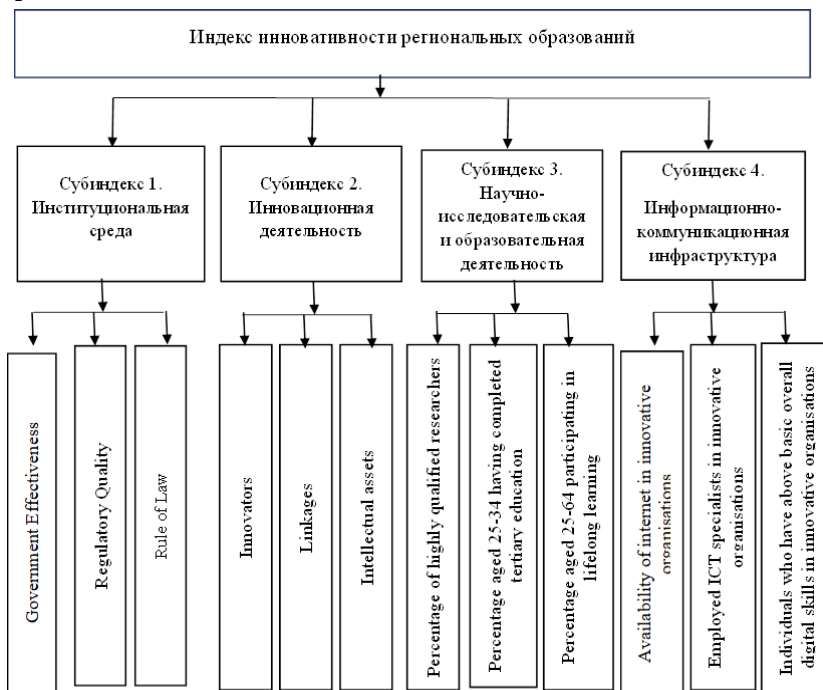 Индекс инновативности региональных образований
Субиндекс 1.
Институциональная
среда
Субиндекс 2.
Инновационная
деятельность
Субиндекс 3.
Научно-
исследовательская
и образовательная
деятельность
Субиндекс 4.
Информационно-
коммуникационная
инфраструктура
Government Effectiveness
Regulatory Quality
Rule of Law
Innovators
Linkages
Intellectual assets
Percentage of highly qualified researchers
Percentage aged 25-34 having completed
tertiary education
Percentage aged 25-64 participating in
lifelong learning
Availability of internet in innovative
organisations
Employed ICT specialists in innovative
organisations
Individuals who have above basic overall
digital skills in innovative organisations